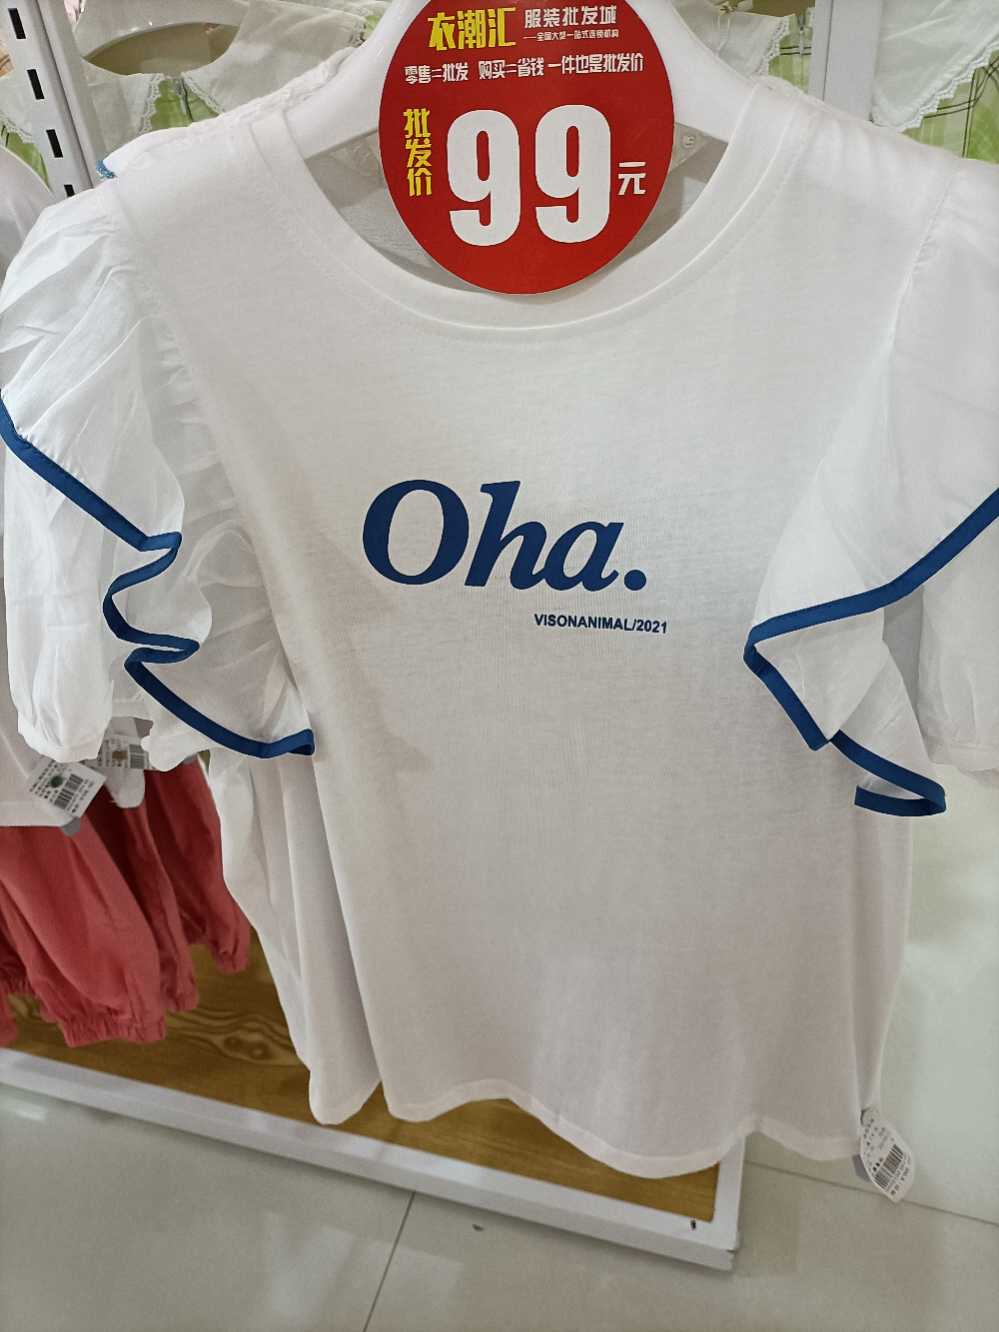 衣潮汇 服装批发城
——全国大型一站式连锁机构
零售=批发 购买=省钱 一件也是批发价
批发价 99元
Oha.
VISONANIMAL/2021